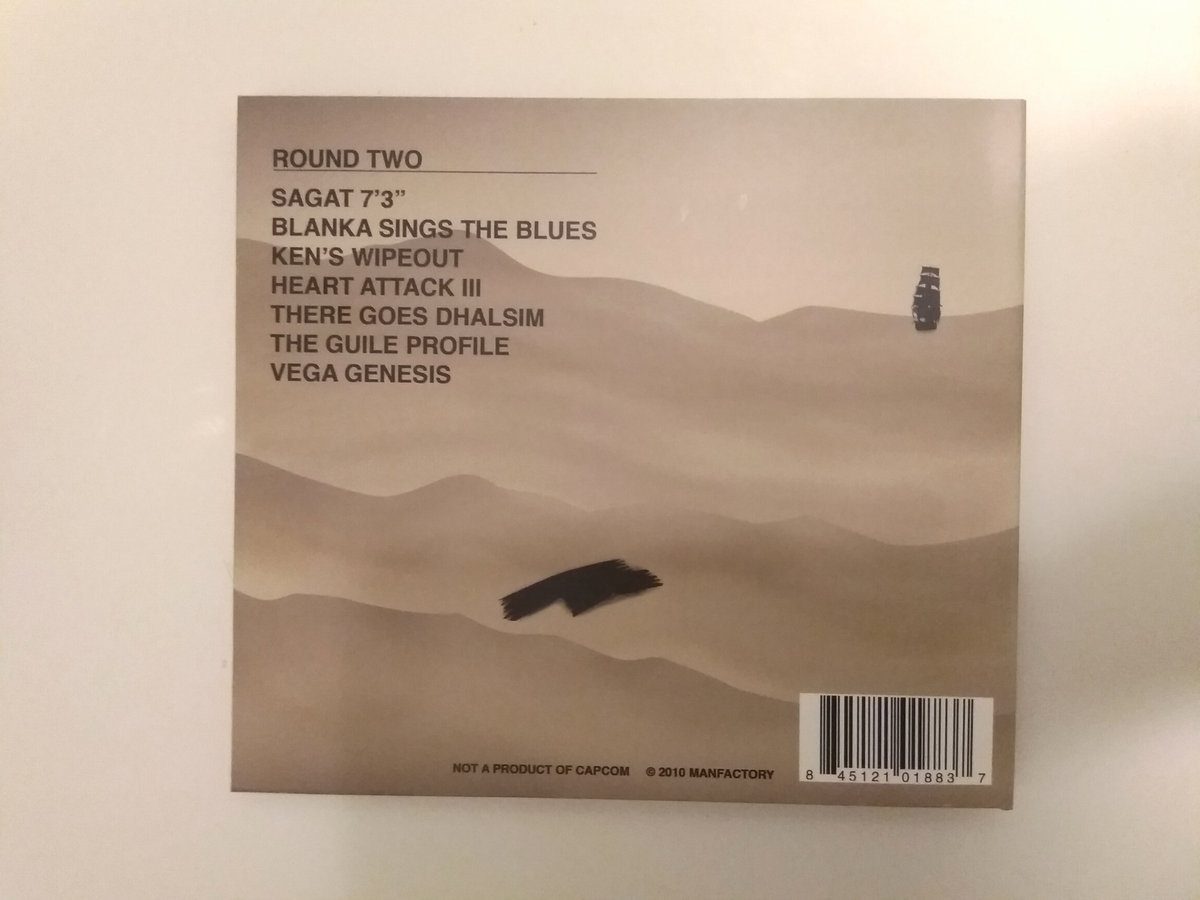 ROUND TWO
SAGAT 7'3"
BLANKA SINGS THE BLUES
KEN'S WIPEOUT
HEART ATTACK III
THERE GOES DHALSIM
THE GUILE PROFILE
VEGA GENESIS
NOT A PRODUCT OF CAPCOM © 2010 MANFACTORY
8 45121 01883 7